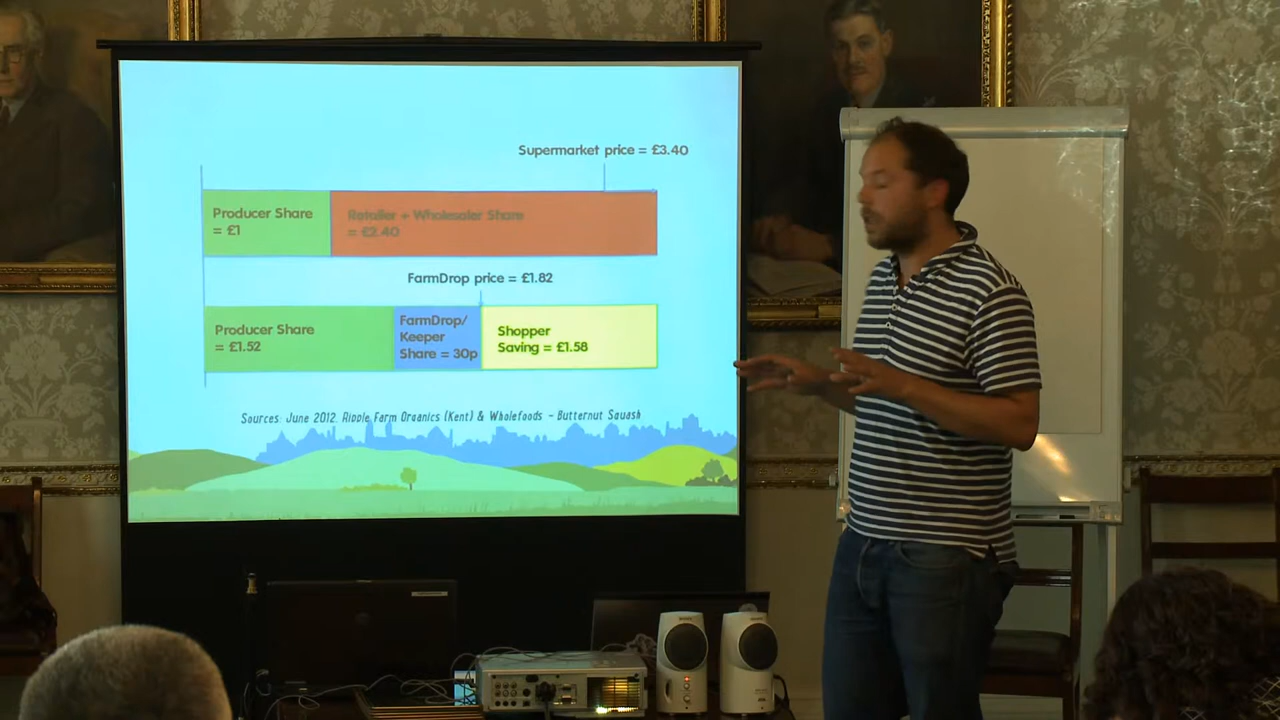 Supermarket price = £3.40
Producer Share
= £1
Retailer + Wholesaler Share
= £2.40
FarmDrop price = £1.82
Producer Share
= £1.52
FarmDrop/
Keeper
Share = 30p
Shopper
Saving = £1.58
Sources: June 2012. Ripple Farm Organics (Kent) & Wholefoods - Butternut Squash